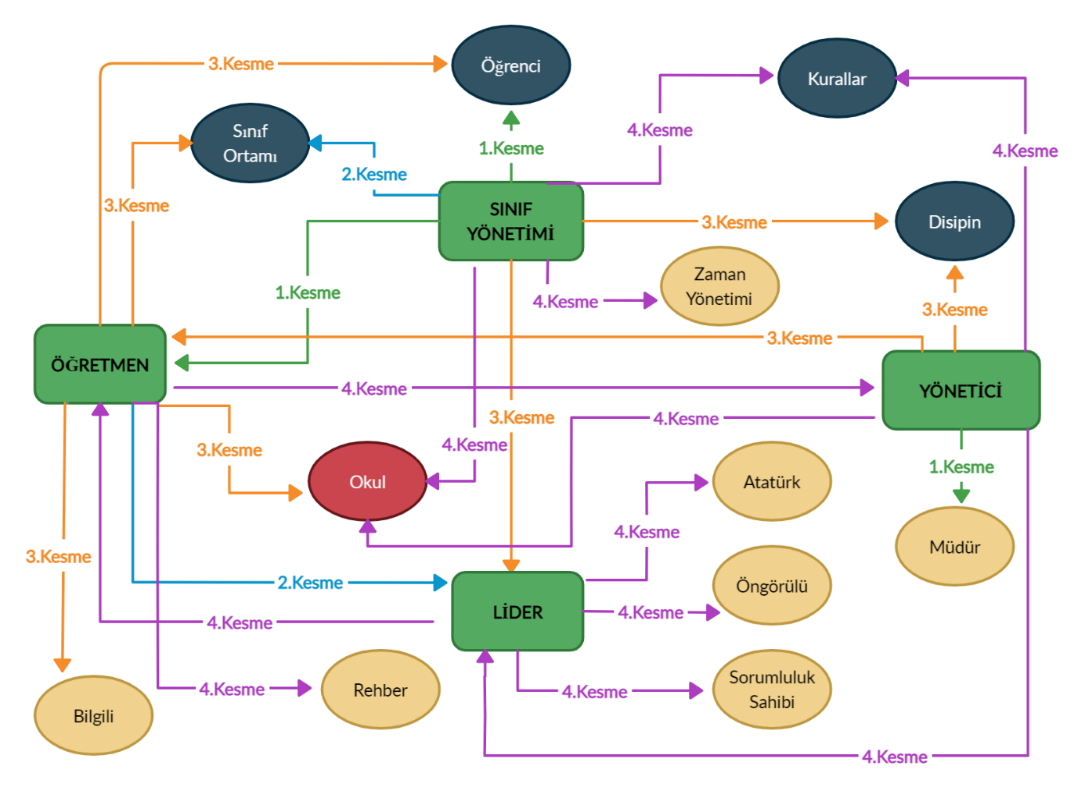 3.Kesme
Öğrenci
Kurallar
Sınıf
Ortamı
4.Kesme
1.Kesme
4.Kesme
2.Kesme
3.Kesme
SINIF
YÖNETİMİ
3.Kesme
Disipin
Zaman
Yönetimi
1.Kesme
4.Kesme
3.Kesme
3.Kesme
ÖĞRETMEN
4.Kesme
YÖNETİCİ
3.Kesme
4.Kesme
3.Kesme
4.Kesme
1.Kesme
Okul
Atatürk
4.Kesme
Müdür
3.Kesme
2.Kesme
Öngörülü
LİDER
4.Kesme
4.Kesme
4.Kesme
Rehber
4.Kesme
Sorumluluk
Sahibi
Bilgili
4.Kesme